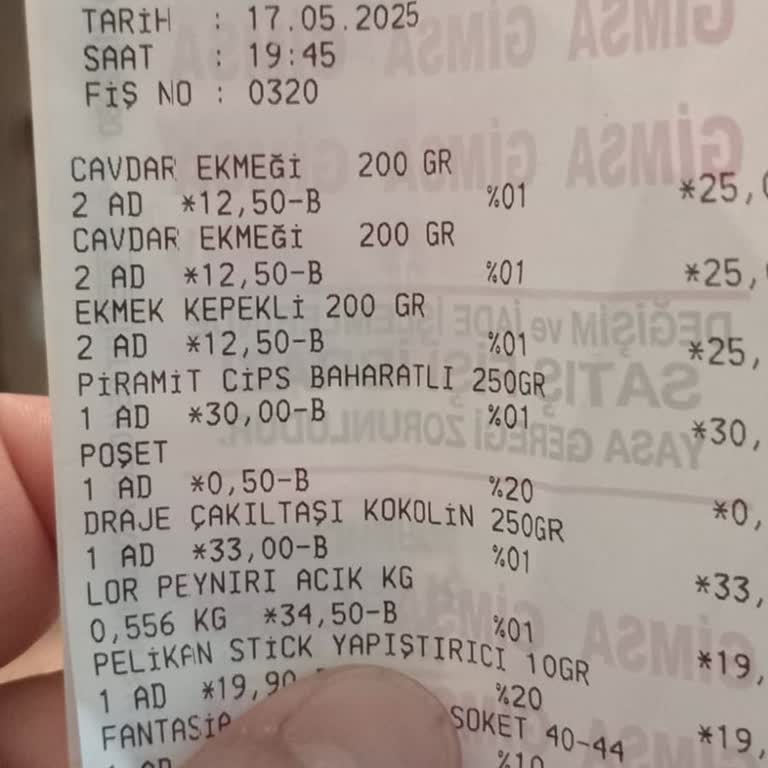 TARİH : 17.05.2025
SAAT : 19:45
FİŞ NO : 0320
CAVDAR EKMEĞİ 200 GR
2 AD *12,50-B %01 *25,
CAVDAR EKMEĞİ 200 GR
2 AD *12,50-B %01 *25,
EKMEK KEPEKLİ 200 GR
2 AD *12,50-B %01 *25,
PİRAMİT CİPS BAHARATLI 250GR
1 AD *30,00-B %01 *30,
POŞET
1 AD *0,50-B %20 *0,
DRAJE ÇAKILTAŞI KOKOLİN 250GR
1 AD *33,00-B %01 *33,
LOR PEYNIRI ACIK KG
0,556 KG *34,50-B %01 *19,
PELİKAN STİCK YAPIŞTIRICI 10GR
1 AD *19,90 %20 *19,
FANTASİA SOKET 40-44
%10